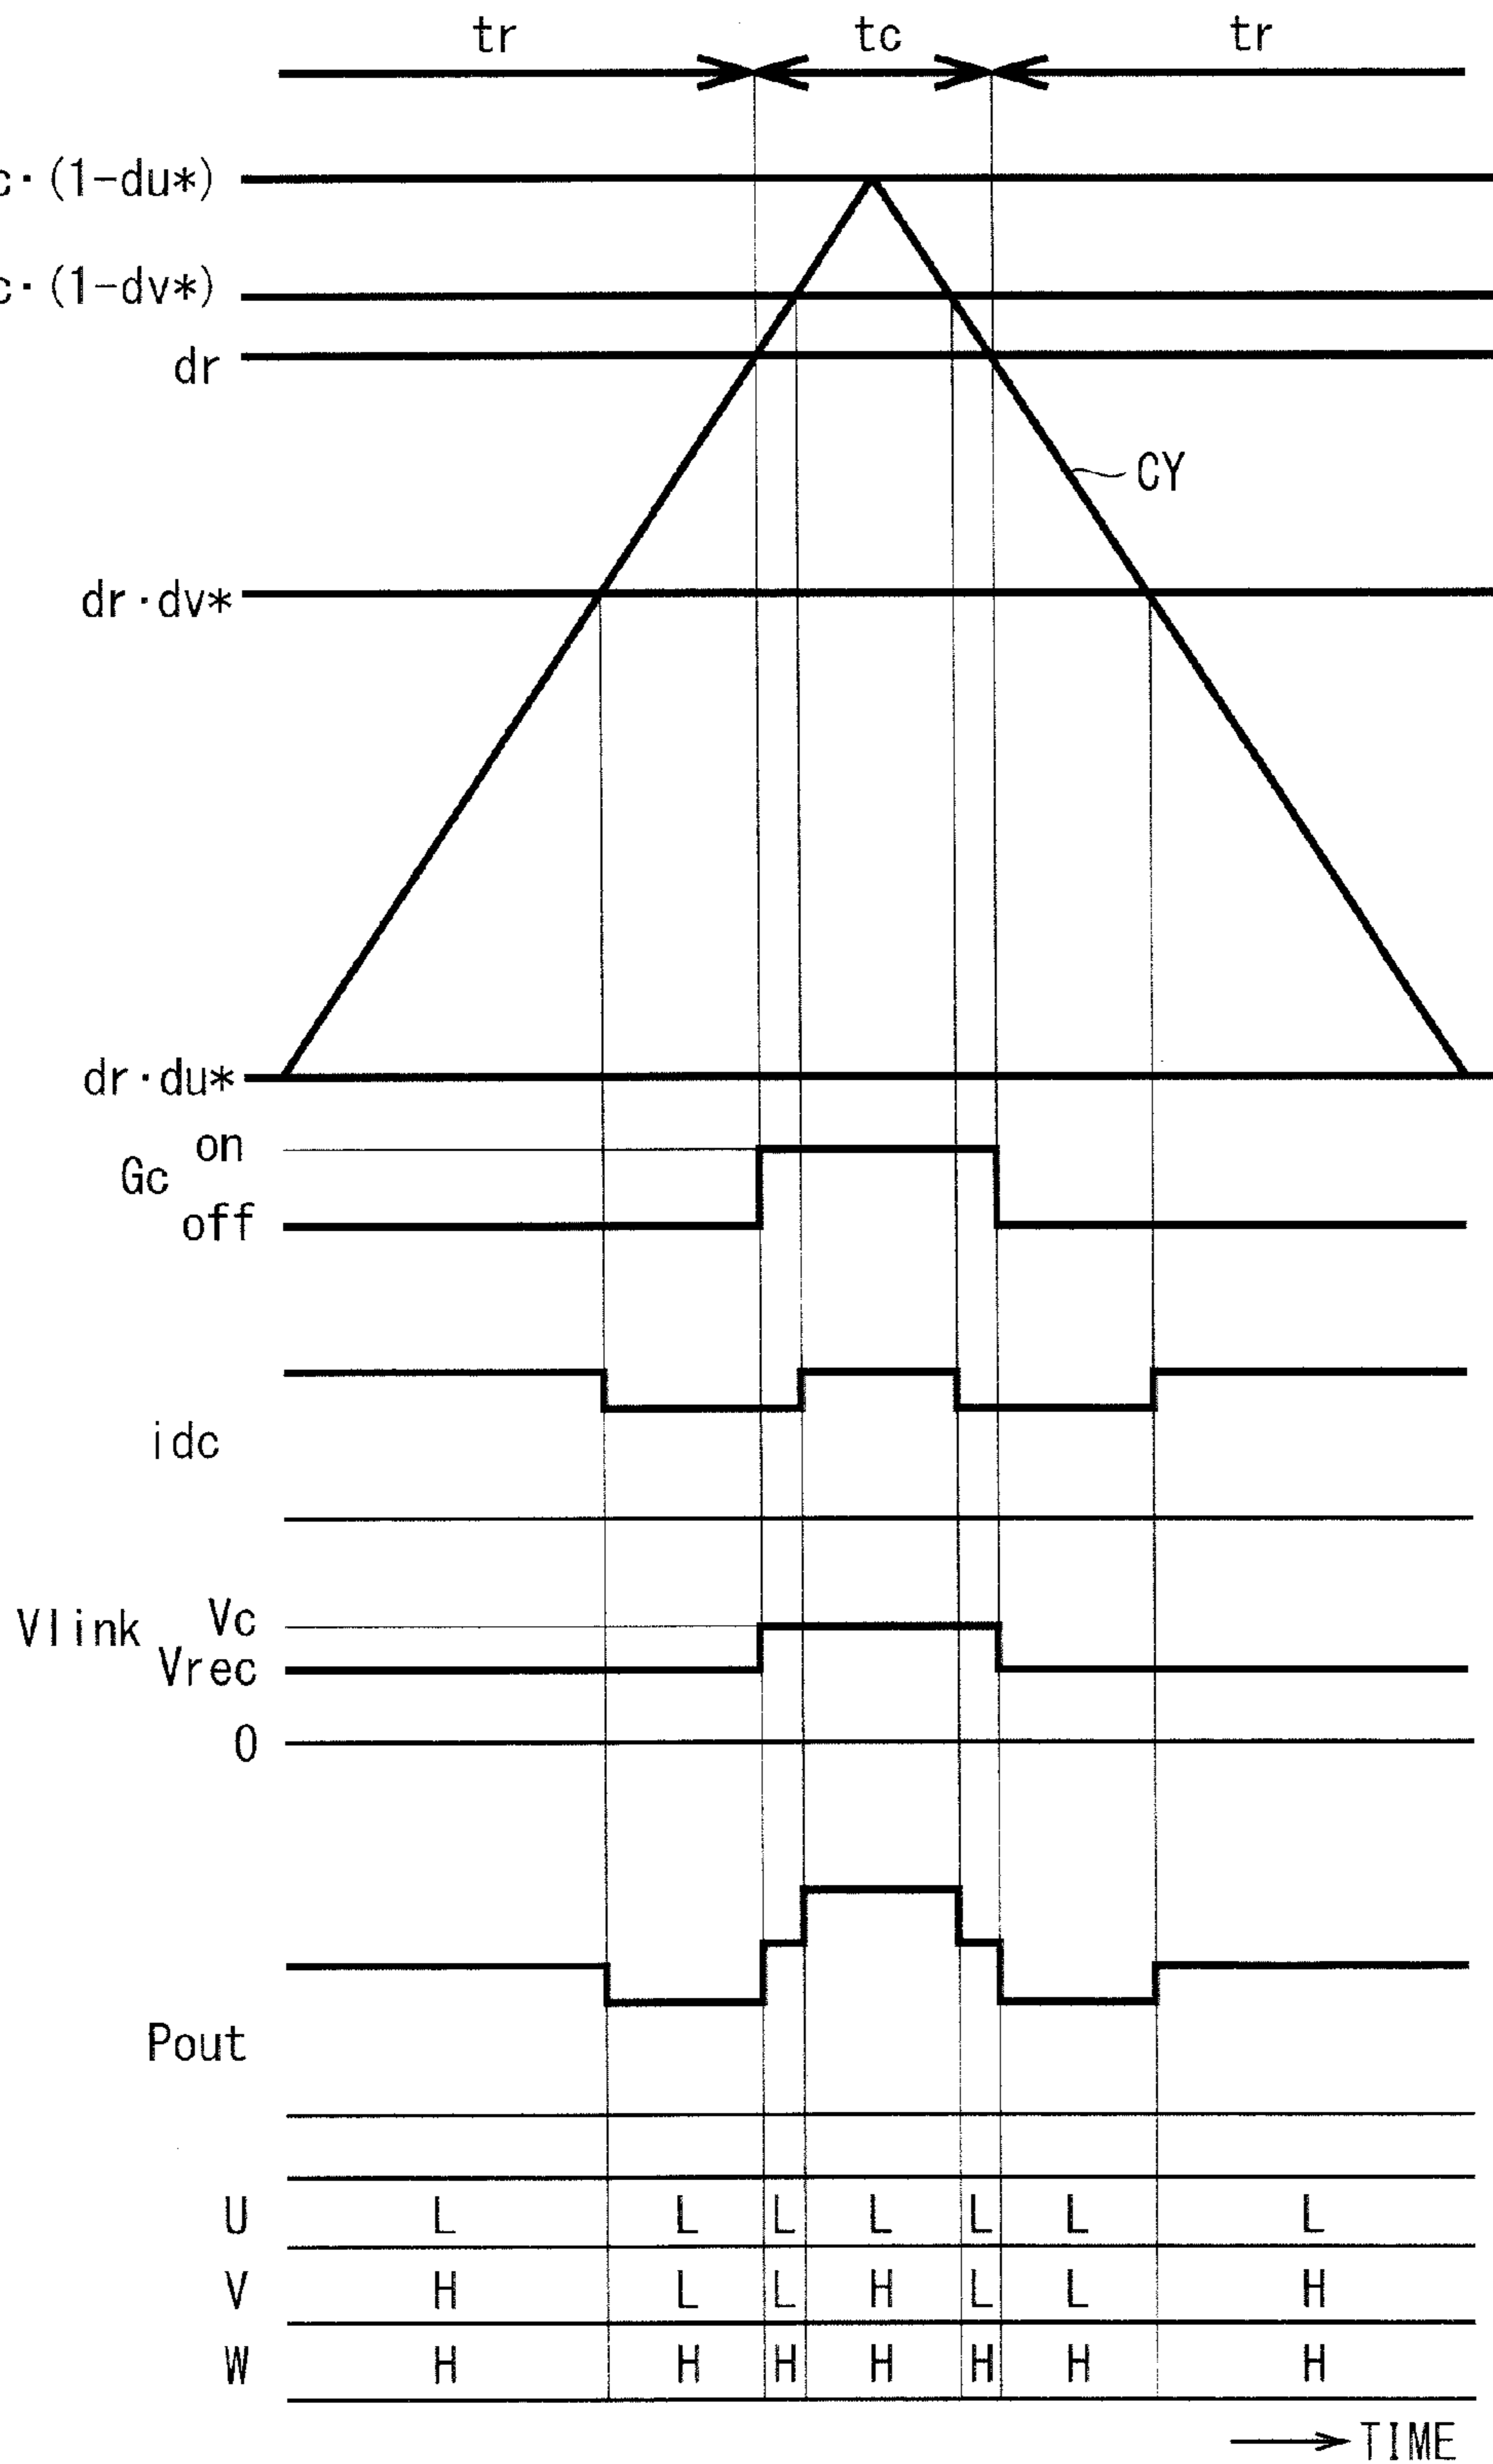 tr tc tr
c·(1-du*)
c·(1-dv*)
dr
CY
dr·dv*
dr·du*
on
Gc
off
idc
Vlink Vc
Vrec
0
Pout
U L L L L L L L
V H L L H L L H
W H H H H H H H
TIME